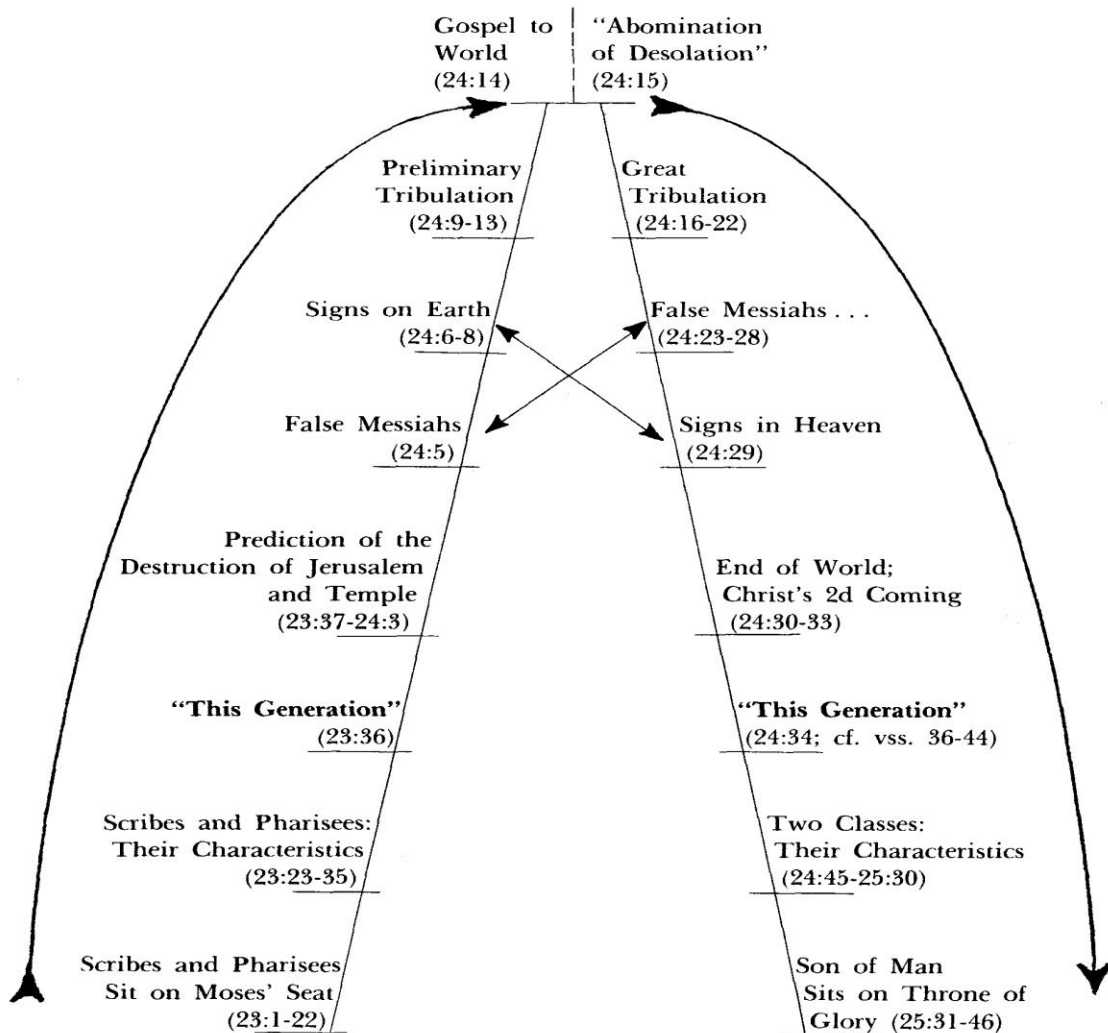 Gospel to
World
(24:14)
“Abomination
of Desolation”
(24:15)
Preliminary
Tribulation
(24:9-13)
Great
Tribulation
(24:16-22)
Signs on Earth
(24:6-8)
False Messiahs . . .
(24:23-28)
False Messiahs
(24:5)
Signs in Heaven
(24:29)
Prediction of the
Destruction of Jerusalem
and Temple
(23:37-24:3)
End of World;
Christ’s 2d Coming
(24:30-33)
“This Generation”
(23:36)
“This Generation”
(24:34; cf. vss. 36-44)
Scribes and Pharisees:
Their Characteristics
(23:23-35)
Two Classes:
Their Characteristics
(24:45-25:30)
Scribes and Pharisees
Sit on Moses’ Seat
(23:1-22)
Son of Man
Sits on Throne of
Glory (25:31-46)